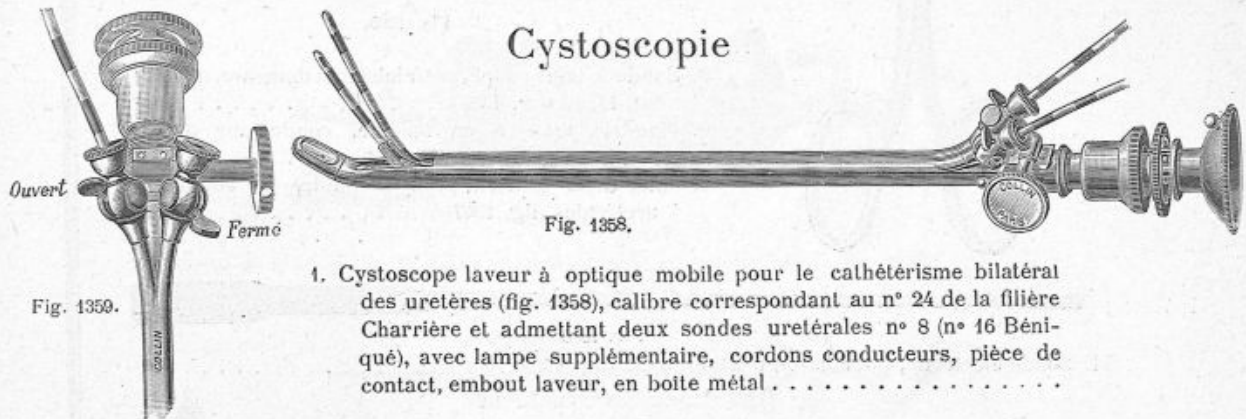 Cystoscopie
Ouvert
Fermé
COLLIN
PARIS
Fig. 1358.
Fig. 1359.
COLLIN
1. Cystoscope laveur à optique mobile pour le cathétérisme bilatéral
des uretères (fig. 1358), calibre correspondant au n° 24 de la filière
Charrière et admettant deux sondes uretérales n° 8 (n° 16 Béni-
qué), avec lampe supplémentaire, cordons conducteurs, pièce de
contact, embout laveur, en boîte métal . . . . . . . . . . . . . . . . . .